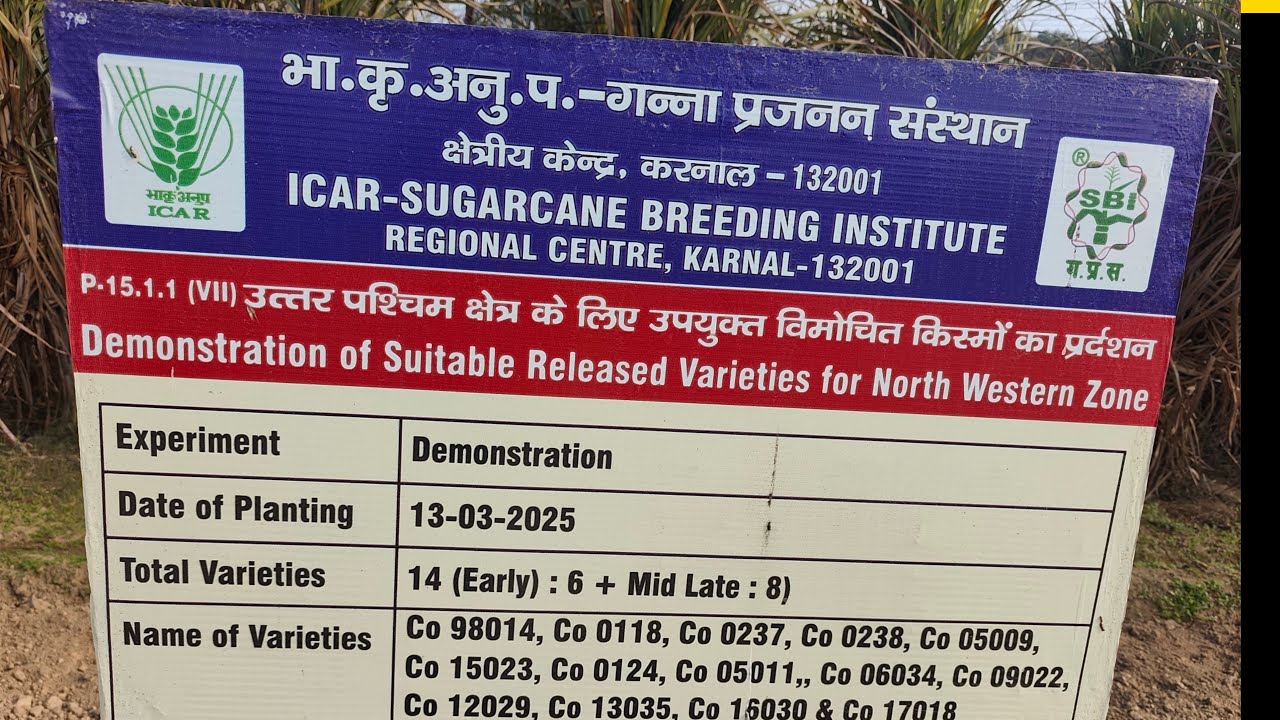 भा.कृ.अनु.प.-गन्ना प्रजनन संस्थान
क्षेत्रीय केन्द्र, करनाल – 132001
ICAR-SUGARCANE BREEDING INSTITUTE
REGIONAL CENTRE, KARNAL-132001
भाकृअनुप
ICAR
®
SBI
ग.प्र.स.
P-15.1.1 (VII) उत्तर पश्चिम क्षेत्र के लिए उपयुक्त विमोचित किस्मों का प्रर्दशन
Demonstration of Suitable Released Varieties for North Western Zone
Experiment Demonstration
Date of Planting 13-03-2025
Total Varieties 14 (Early) : 6 + Mid Late : 8)
Name of Varieties Co 98014, Co 0118, Co 0237, Co 0238, Co 05009,
Co 15023, Co 0124, Co 05011,, Co 06034, Co 09022,
Co 12029, Co 13035, Co 16030 & Co 17018